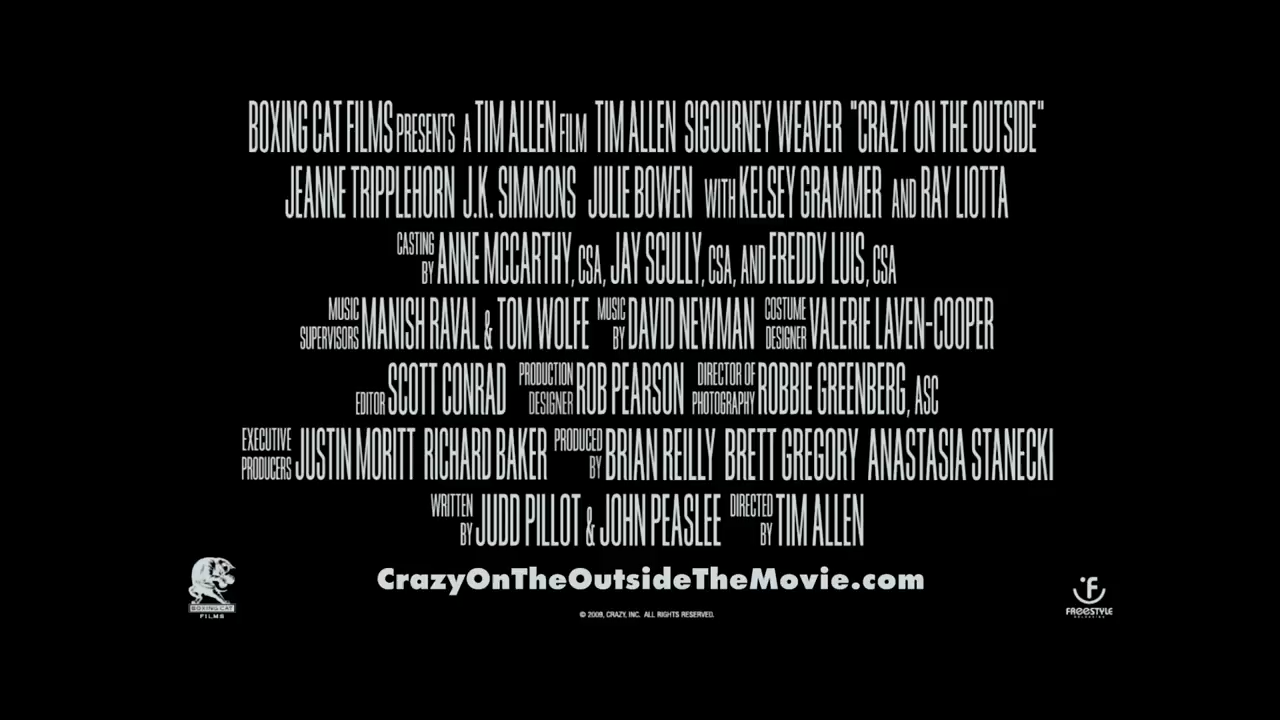 BOXING CAT FILMS PRESENTS A TIM ALLEN FILM TIM ALLEN SIGOURNEY WEAVER "CRAZY ON THE OUTSIDE"
JEANNE TRIPPLEHORN J.K. SIMMONS JULIE BOWEN WITH KELSEY GRAMMER AND RAY LIOTTA
CASTING BY ANNE MCCARTHY, CSA, JAY SCULLY, CSA, AND FREDDY LUIS, CSA
MUSIC SUPERVISORS MANISH RAVAL & TOM WOLFE MUSIC BY DAVID NEWMAN COSTUME DESIGNER VALERIE LAVEN-COOPER
EDITOR SCOTT CONRAD PRODUCTION DESIGNER ROB PEARSON DIRECTOR OF PHOTOGRAPHY ROBBIE GREENBERG, ASC
EXECUTIVE PRODUCERS JUSTIN MORITT RICHARD BAKER PRODUCED BY BRIAN REILLY BRETT GREGORY ANASTASIA STANECKI
WRITTEN BY JUDD PILLOT & JOHN PEASLEE DIRECTED BY TIM ALLEN
CrazyOnTheOutsideTheMovie.com
BOXING CAT
FILMS
© 2009, CRAZY, INC. ALL RIGHTS RESERVED.
FREESTYLE
RELEASING